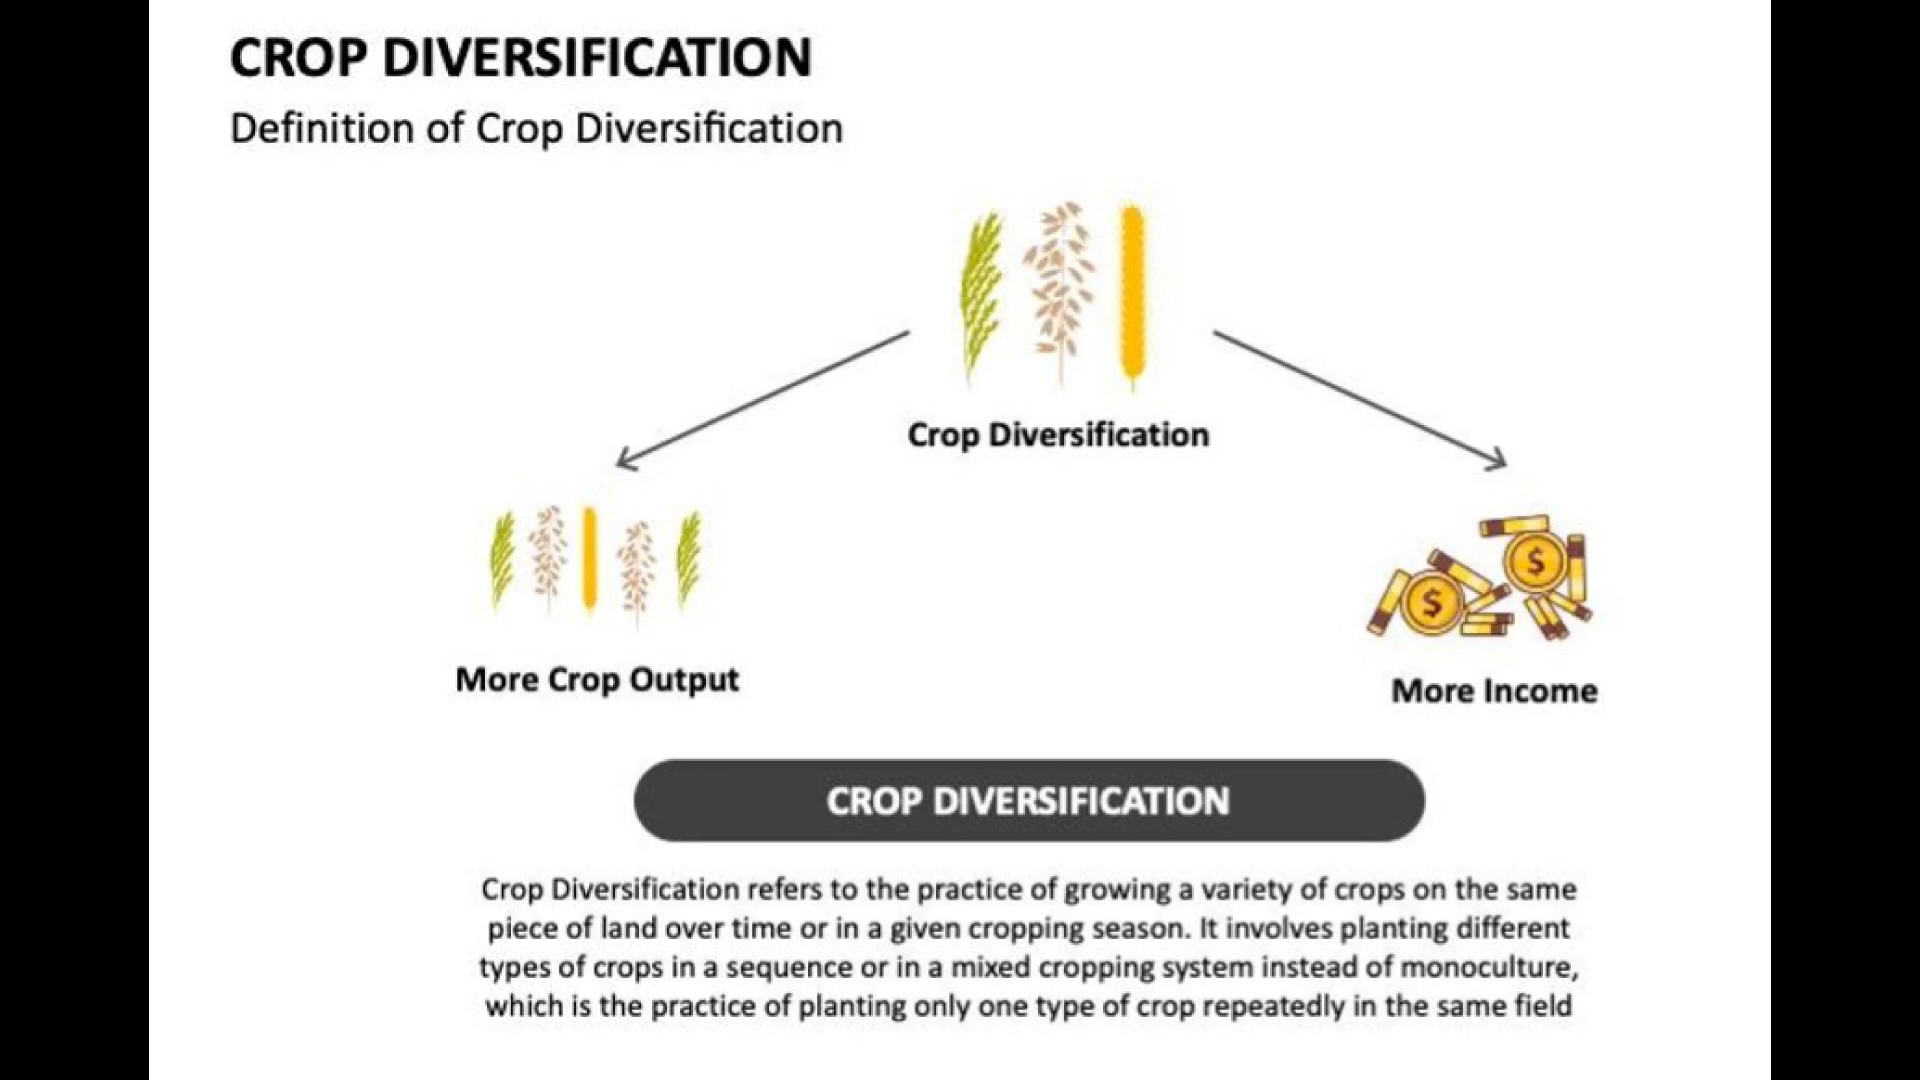 CROP DIVERSIFICATION
Definition of Crop Diversification
Crop Diversification
More Crop Output
More Income
CROP DIVERSIFICATION
Crop Diversification refers to the practice of growing a variety of crops on the same
piece of land over time or in a given cropping season. It involves planting different
types of crops in a sequence or in a mixed cropping system instead of monoculture,
which is the practice of planting only one type of crop repeatedly in the same field